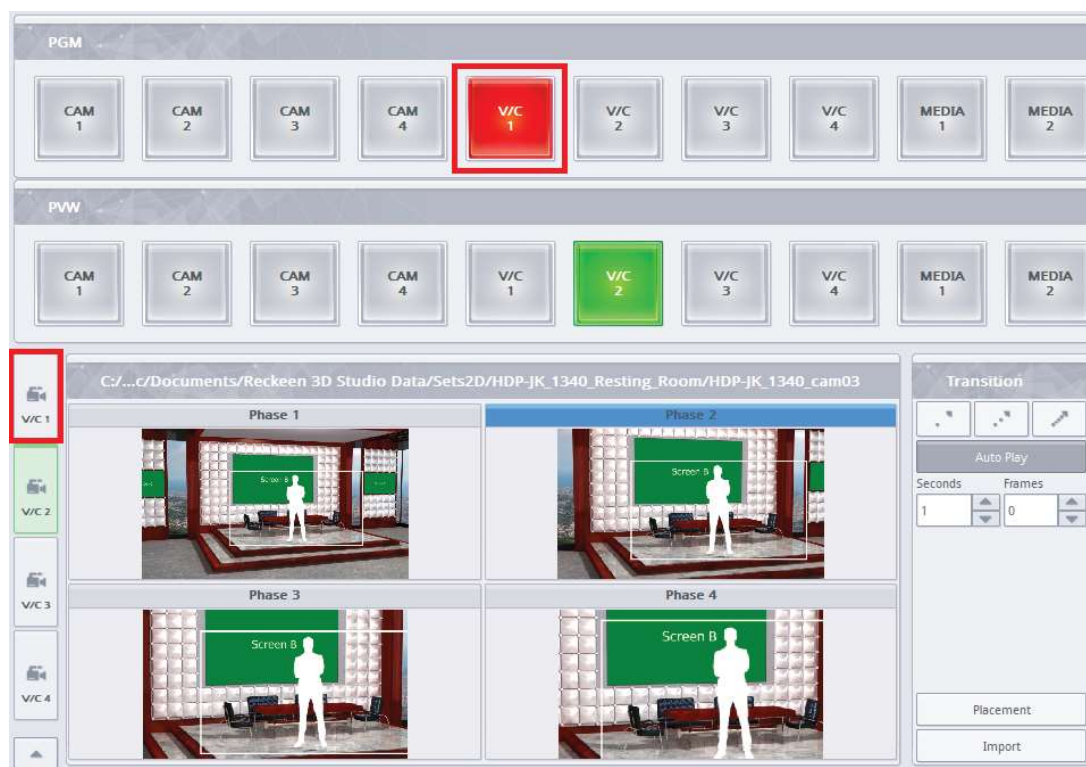 PGM
CAM 1
CAM 2
CAM 3
CAM 4
V/C 1
V/C 2
V/C 3
V/C 4
MEDIA 1
MEDIA 2
PVW
CAM 1
CAM 2
CAM 3
CAM 4
V/C 1
V/C 2
V/C 3
V/C 4
MEDIA 1
MEDIA 2
V/C 1
V/C 2
V/C 3
V/C 4
C:/...c/Documents/Reckeen 3D Studio Data/Sets2D/HDP-JK_1340_Resting_Room/HDP-JK_1340_cam03
Phase 1
Screen B
Phase 2
Screen B
Phase 3
Screen B
Phase 4
Screen B
Transition
Auto Play
Seconds Frames
1 0
Placement
Import